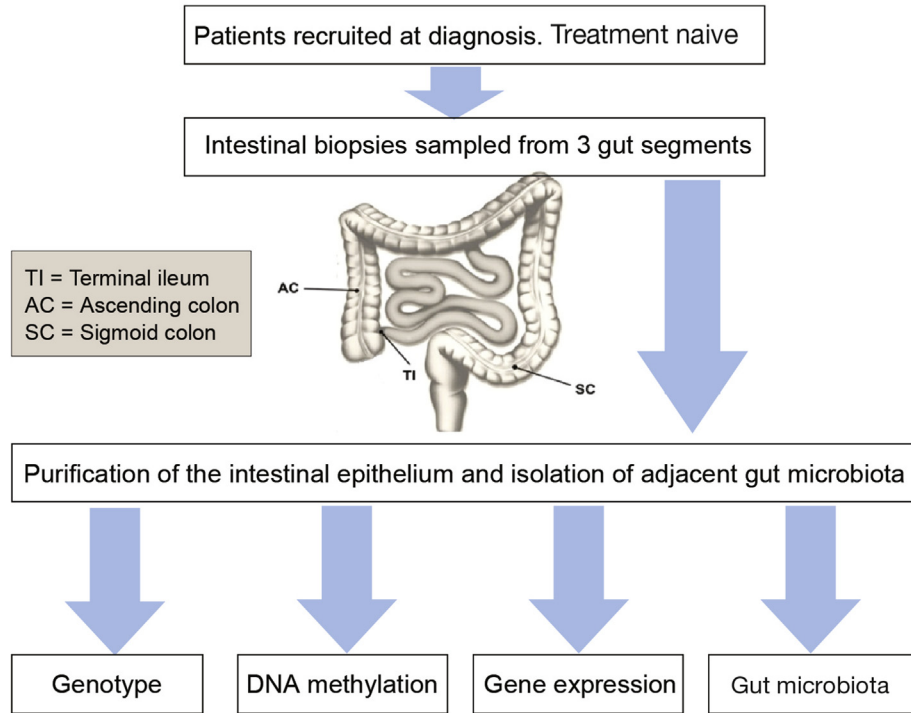 Patients recruited at diagnosis. Treatment naive
Intestinal biopsies sampled from 3 gut segments
TI = Terminal ileum
AC = Ascending colon
SC = Sigmoid colon
AC
TI
SC
Purification of the intestinal epithelium and isolation of adjacent gut microbiota
Genotype
DNA methylation
Gene expression
Gut microbiota